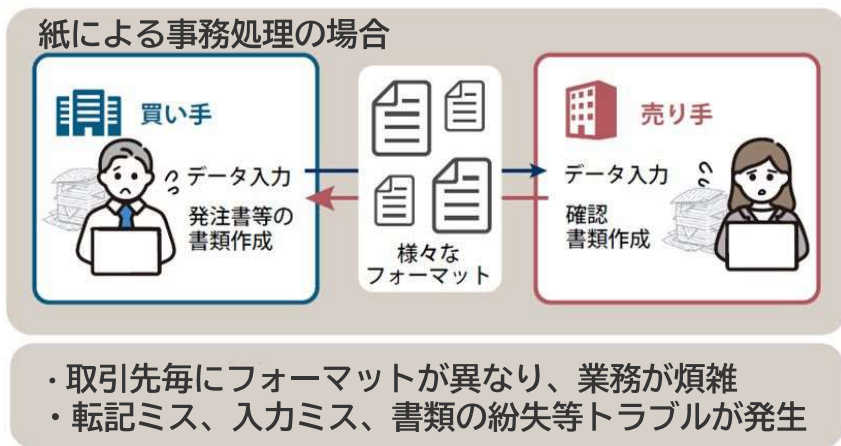 紙による事務処理の場合
買い手
データ入力
発注書等の
書類作成
様々な
フォーマット
売り手
データ入力
確認
書類作成
・取引先毎にフォーマットが異なり、業務が煩雑
・転記ミス、入力ミス、書類の紛失等トラブルが発生